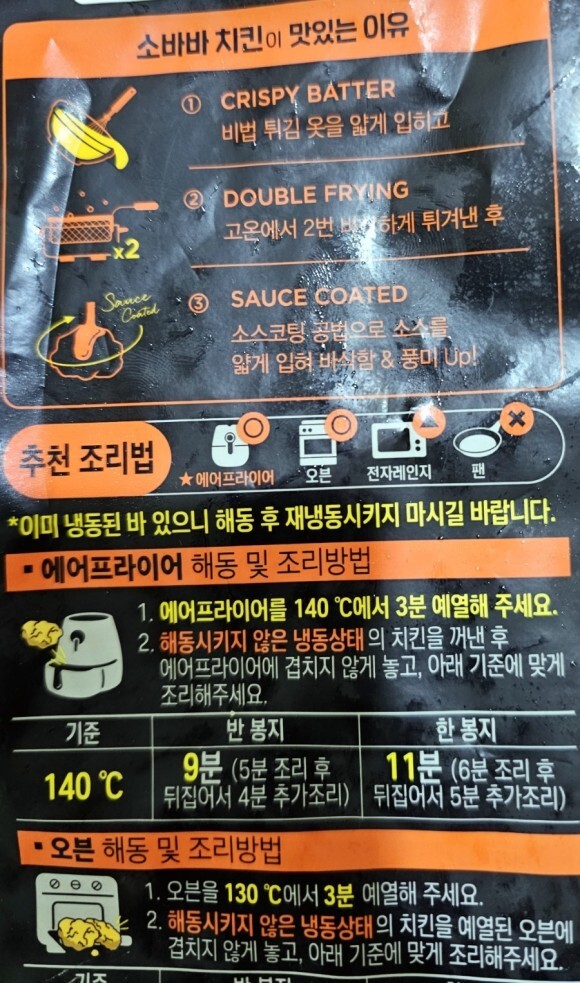 소바바 치킨이 맛있는 이유
① CRISPY BATTER
비법 튀김 옷을 얇게 입히고
② DOUBLE FRYING
고온에서 2번 바삭하게 튀겨낸 후
x2
③ SAUCE COATED
Sauce
Coated
소스코팅 공법으로 소스를
얇게 입혀 바삭함 & 풍미 Up!
추천 조리법
★에어프라이어 오븐 전자레인지 팬
*이미 냉동된 바 있으니 해동 후 재냉동시키지 마시길 바랍니다.
▪ 에어프라이어 해동 및 조리방법
1. 에어프라이어를 140 ℃에서 3분 예열해 주세요.
2. 해동시키지 않은 냉동상태의 치킨을 꺼낸 후
에어프라이어에 겹치지 않게 놓고, 아래 기준에 맞게
조리해주세요.
기준 반 봉지 한 봉지
140 ℃ 9분 (5분 조리 후 11분 (6분 조리 후
뒤집어서 4분 추가조리) 뒤집어서 5분 추가조리)
▪ 오븐 해동 및 조리방법
1. 오븐을 130 ℃에서 3분 예열해 주세요.
2. 해동시키지 않은 냉동상태의 치킨을 예열된 오븐에
겹치지 않게 놓고, 아래 기준에 맞게 조리해주세요.
기준 반 봉지